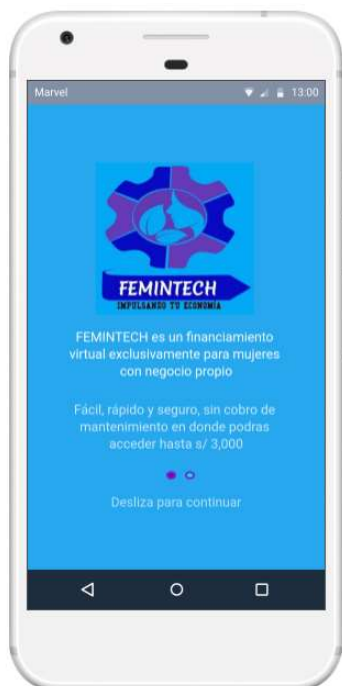 Marvel
13:00
FEMINTECH
IMPULSANDO TU ECONOMÍA
FEMINTECH es un financiamiento
virtual exclusivamente para mujeres
con negocio propio
Fácil, rápido y seguro, sin cobro de
mantenimiento en donde podras
acceder hasta s/ 3,000
Desliza para continuar